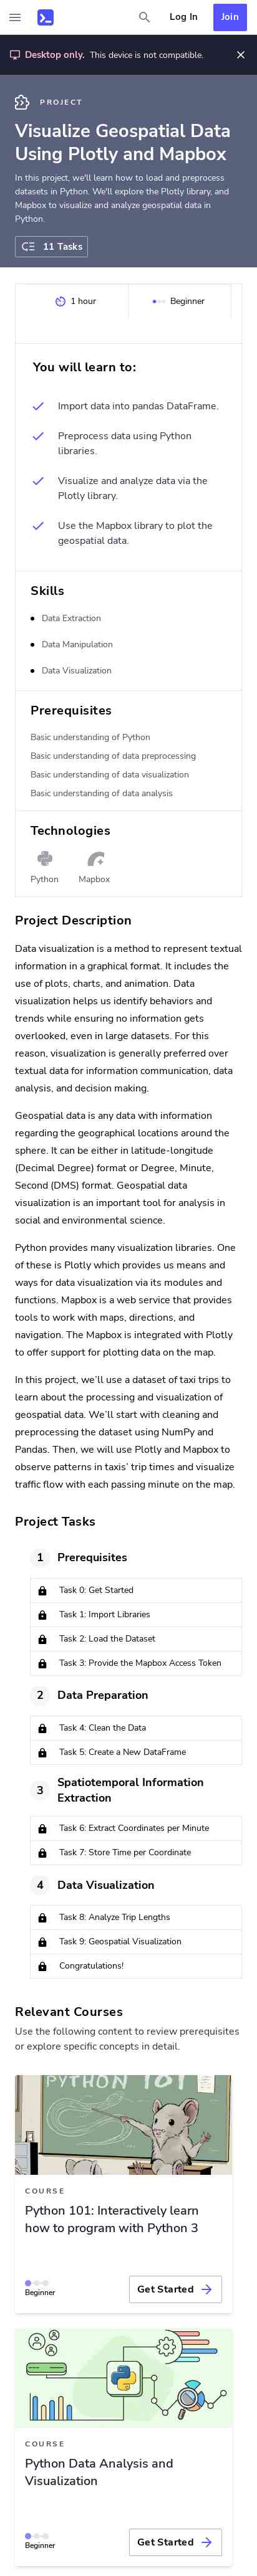 Log In
Join
Desktop only. This device is not compatible.
PROJECT
Visualize Geospatial Data
Using Plotly and Mapbox
In this project, we'll learn how to load and preprocess
datasets in Python. We'll explore the Plotly library, and
Mapbox to visualize and analyze geospatial data in
Python.
11 Tasks
1 hour
Beginner
You will learn to:
Import data into pandas DataFrame.
Preprocess data using Python
libraries.
Visualize and analyze data via the
Plotly library.
Use the Mapbox library to plot the
geospatial data.
Skills
Data Extraction
Data Manipulation
Data Visualization
Prerequisites
Basic understanding of Python
Basic understanding of data preprocessing
Basic understanding of data visualization
Basic understanding of data analysis
Technologies
Python
Mapbox
Project Description
Data visualization is a method to represent textual
information in a graphical format. It includes the
use of plots, charts, and animation. Data
visualization helps us identify behaviors and
trends while ensuring no information gets
overlooked, even in large datasets. For this
reason, visualization is generally preferred over
textual data for information communication, data
analysis, and decision making.
Geospatial data is any data with information
regarding the geographical locations around the
sphere. It can be either in latitude-longitude
(Decimal Degree) format or Degree, Minute,
Second (DMS) format. Geospatial data
visualization is an important tool for analysis in
social and environmental science.
Python provides many visualization libraries. One
of these is Plotly which provides us means and
ways for data visualization via its modules and
functions. Mapbox is a web service that provides
tools to work with maps, directions, and
navigation. The Mapbox is integrated with Plotly
to offer support for plotting data on the map.
In this project, we'll use a dataset of taxi trips to
learn about the processing and visualization of
geospatial data. We'll start with cleaning and
preprocessing the dataset using NumPy and
Pandas. Then, we will use Plotly and Mapbox to
observe patterns in taxis' trip times and visualize
traffic flow with each passing minute on the map.
Project Tasks
1
Prerequisites
Task 0: Get Started
Task 1: Import Libraries
Task 2: Load the Dataset
Task 3: Provide the Mapbox Access Token
2
Data Preparation
Task 4: Clean the Data
Task 5: Create a New DataFrame
3
Spatiotemporal Information
Extraction
Task 6: Extract Coordinates per Minute
Task 7: Store Time per Coordinate
4
Data Visualization
Task 8: Analyze Trip Lengths
Task 9: Geospatial Visualization
Congratulations!
Relevant Courses
Use the following content to review prerequisites
or explore specific concepts in detail.
PYTHON 101
COURSE
Python 101: Interactively learn
how to program with Python 3
Beginner
Get Started
COURSE
Python Data Analysis and
Visualization
Beginner
Get Started